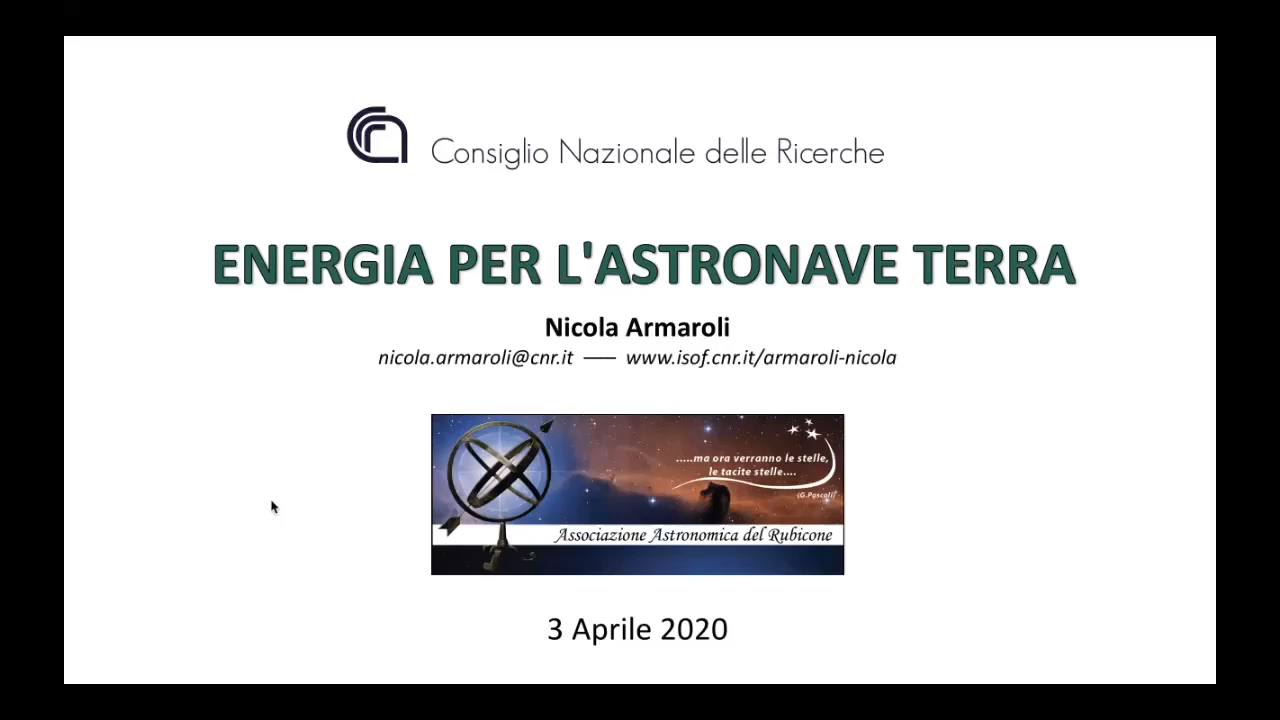 Consiglio Nazionale delle Ricerche
ENERGIA PER L'ASTRONAVE TERRA
Nicola Armaroli
nicola.armaroli@cnr.it —— www.isof.cnr.it/armaroli-nicola
.....ma ora verranno le stelle,
le tacite stelle....
(G.Pascoli)
Associazione Astronomica del Rubicone
3 Aprile 2020